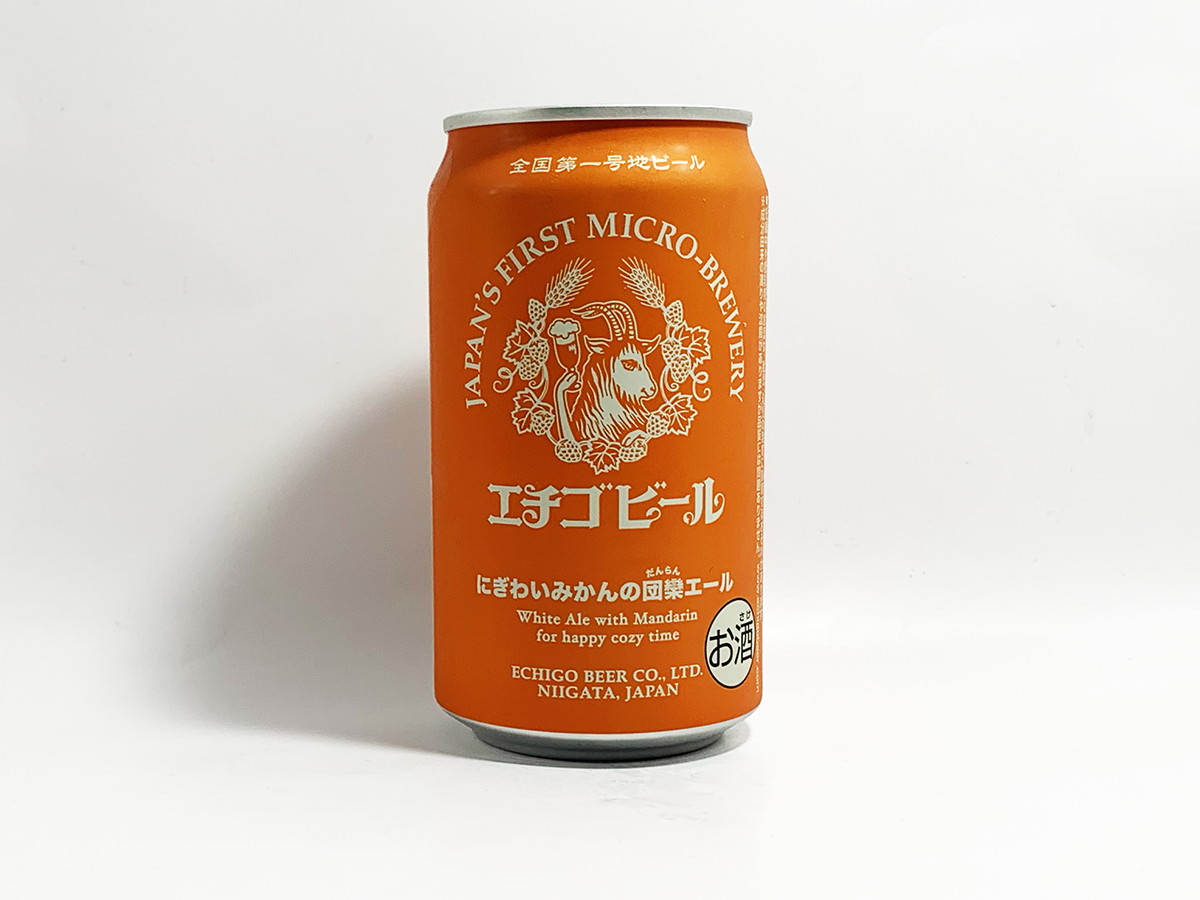 全国第一号地ビール
JAPAN'S FIRST MICRO-BREWERY
エチゴビール
だんらん
にぎわいみかんの団欒エール
White Ale with Mandarin
for happy cozy time
さけ
お酒
ECHIGO BEER CO., LTD.
NIIGATA, JAPAN